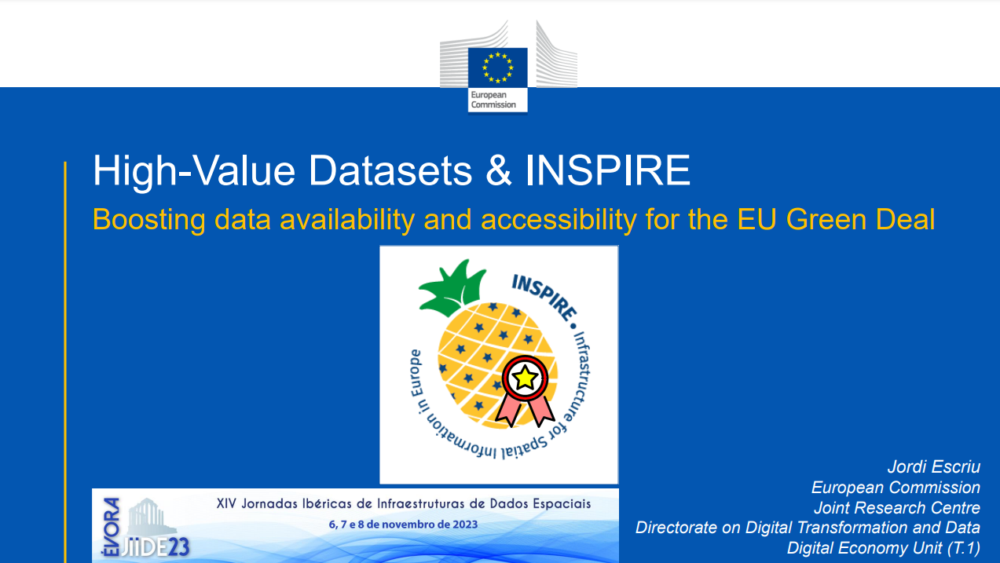 European
Commission
High-Value Datasets & INSPIRE
Boosting data availability and accessibility for the EU Green Deal
INSPIRE • Infrastructure for Spatial Information in Europe
ÉVORA
JIIDE23
XIV Jornadas Ibéricas de Infraestruturas de Dados Espaciais
6, 7 e 8 de novembro de 2023
Jordi Escriu
European Commission
Joint Research Centre
Directorate on Digital Transformation and Data
Digital Economy Unit (T.1)